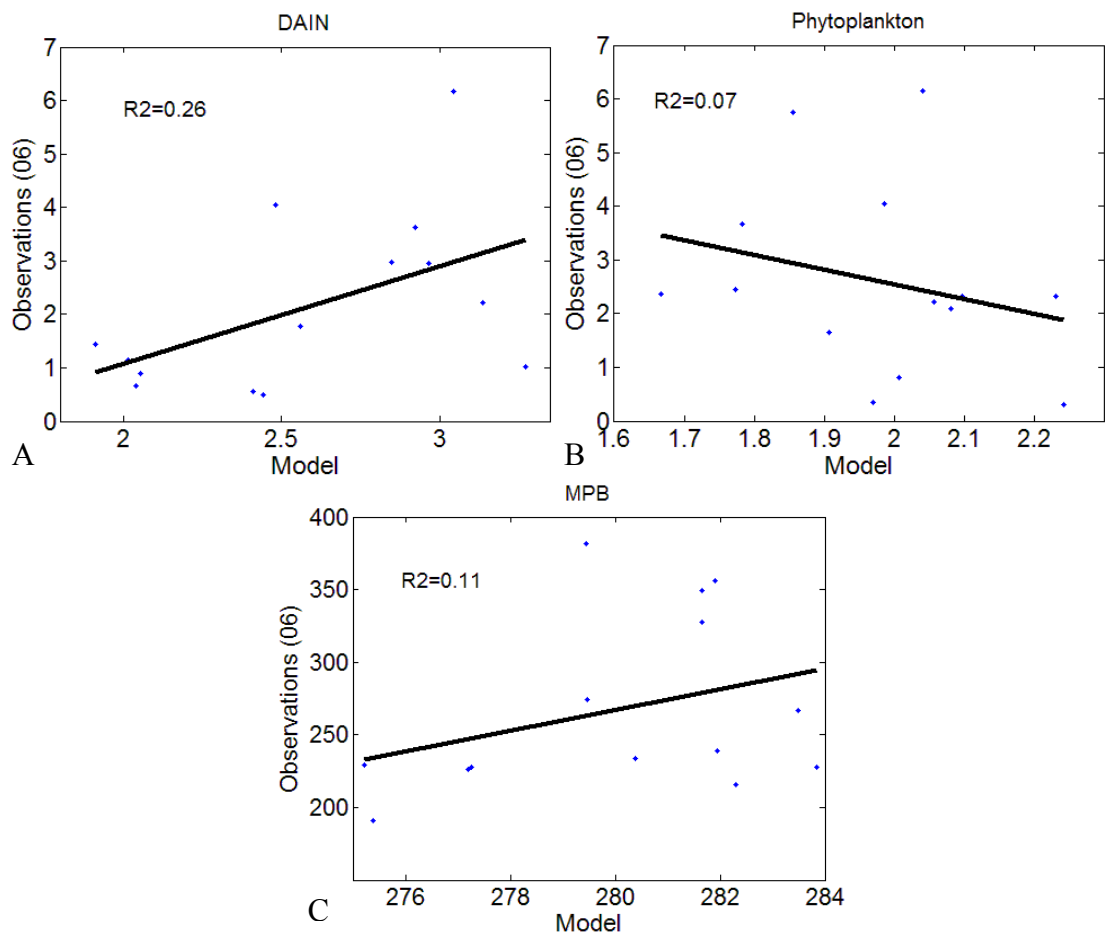 DAIN
7
6
5
4
3
2
1
0
R2=0.26
Observations (06)
2
2.5
3
Model
A
Phytoplankton
7
6
5
4
3
2
1
0
R2=0.07
Observations (06)
1.6
1.7
1.8
1.9
2
2.1
2.2
Model
B
MPB
400
350
300
250
200
R2=0.11
Observations (06)
276
278
280
282
284
Model
C